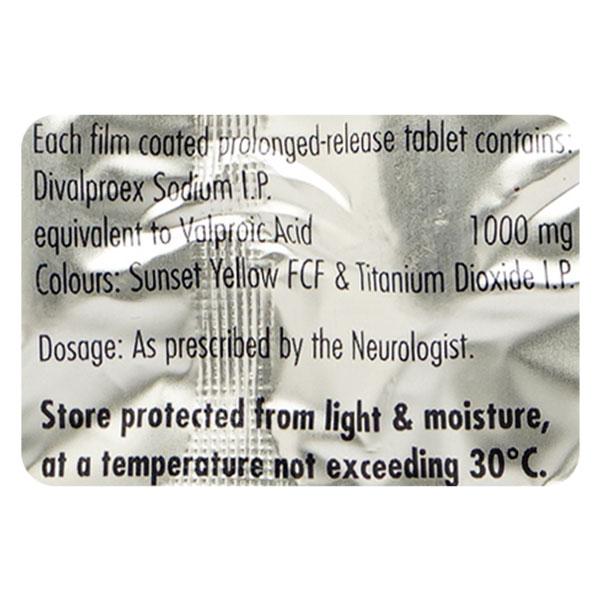 Each film coated prolonged-release tablet contains:
Divalproex Sodium I.P.
equivalent to Valproic Acid 1000 mg
Colours: Sunset Yellow FCF & Titanium Dioxide I.P.
Dosage: As prescribed by the Neurologist.
Store protected from light & moisture,
at a temperature not exceeding 30°C.